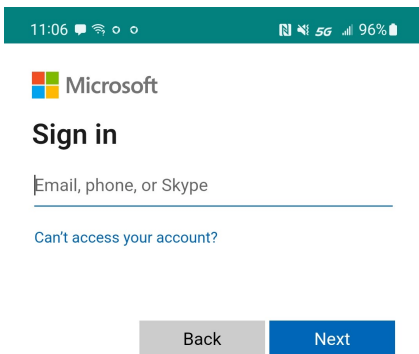 11:06 5G 96%
Microsoft
Sign in
Email, phone, or Skype
Can't access your account?
Back Next